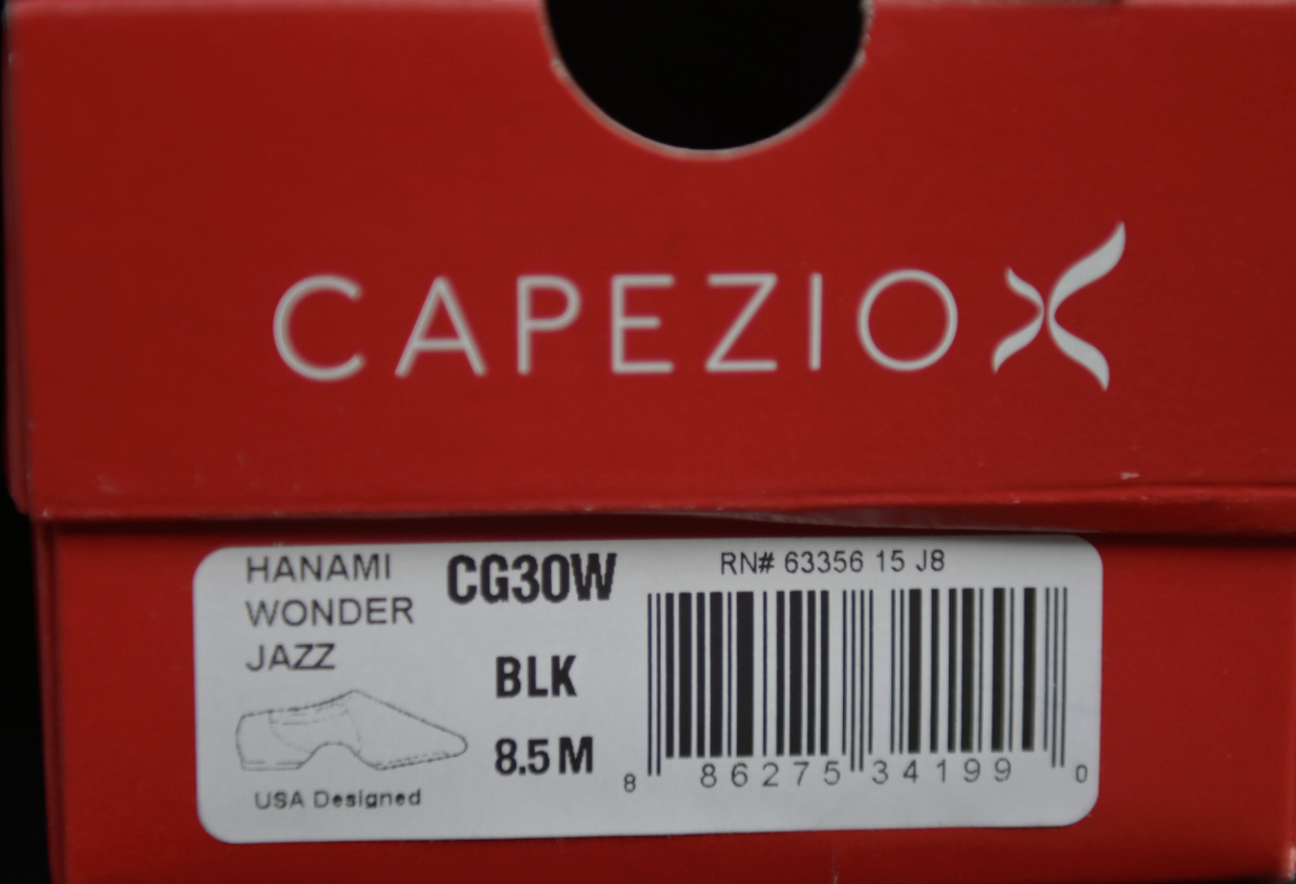 CAPEZIO
HANAMI
WONDER
JAZZ
CG30W
BLK
8.5 M
USA Designed
RN# 63356 15 J8
8 86275 34199 0